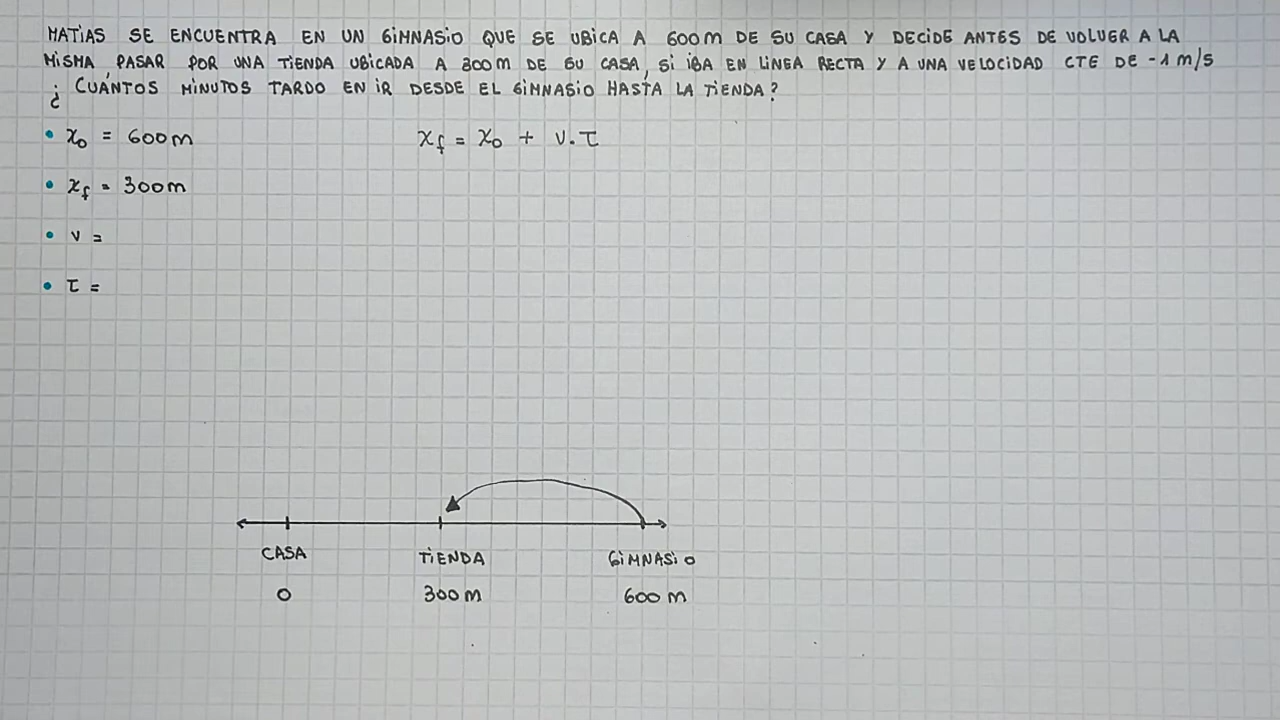 MATIAS SE ENCUENTRA EN UN GIMNASIO QUE SE UBICA A 600m DE SU CASA Y DECIDE ANTES DE VOLVER A LA
MISMA PASAR POR UNA TIENDA UBICADA A 300m DE SU CASA, SI IBA EN LINEA RECTA Y A UNA VELOCIDAD CTE DE -1 m/s
¿ CUÁNTOS MINUTOS TARDO EN IR DESDE EL GIMNASIO HASTA LA TIENDA?
• x₀ = 600m
xf = x₀ + v.t
• xf = 300m
• v =
• t =
CASA TIENDA GIMNASIO
0 300m 600m